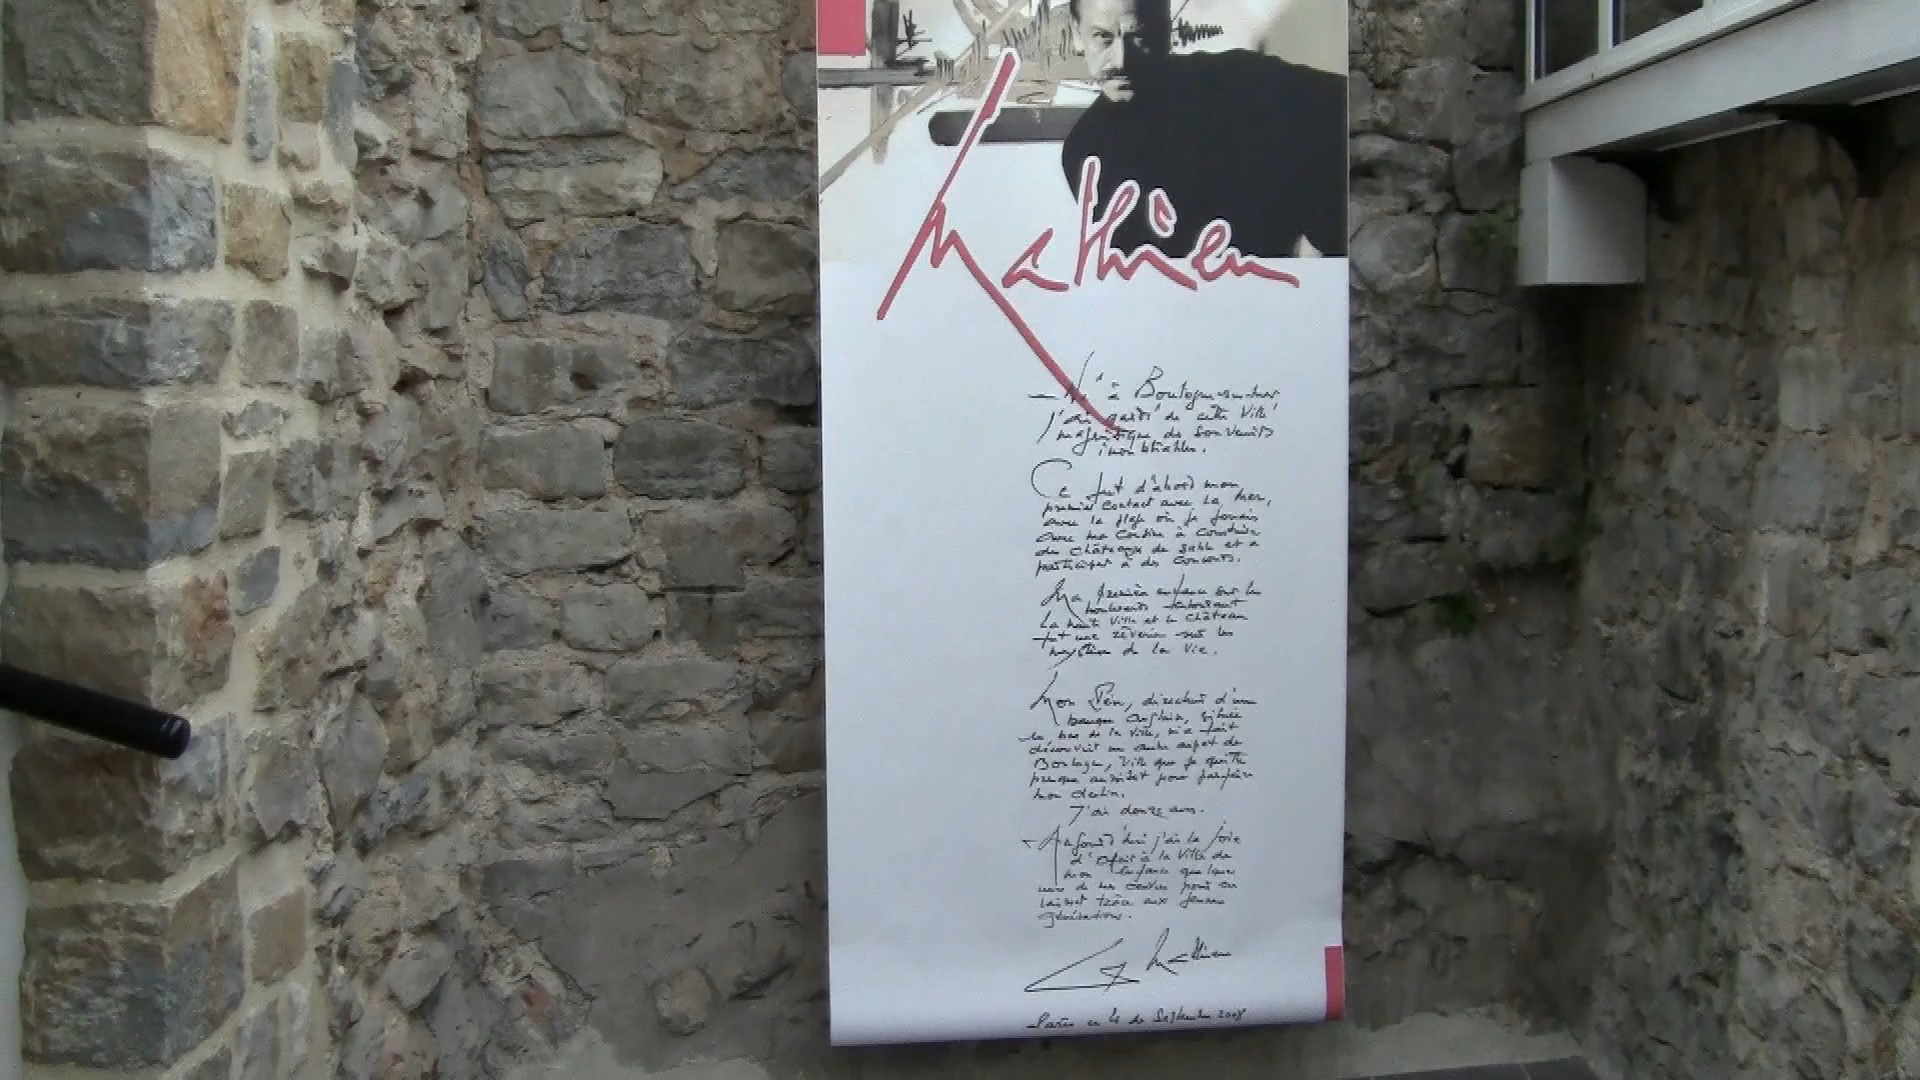 Mathieu
— Né à Boulogne-sur-mer
j'ai gardé de cette Ville
magnifique des souvenirs
inoubliables.
Ce fut d'abord mon
premier contact avec la mer,
avec la plage où je jouais
avec ma cousine à construire
des châteaux de sable et à
participer à des concours.
Ma première enfance sur les
boulevards entourant
la haute Ville et le château
fut une rêverie sur les
mystères de la Vie.
Mon Père, directeur d'une
banque anglaise, située
le bas de la ville, m'a fait
découvrir un autre aspect de
Boulogne, ville que je quitte
presque aussitôt pour parfaire
mon destin.
J'ai douze ans.
Aujourd'hui j'ai la joie
d'offrir à la Ville de
mon enfance quelques
unes de mes œuvres pour en
laisser trace aux jeunes
générations.
Mathieu
Paris ce 4 de Septembre 2008